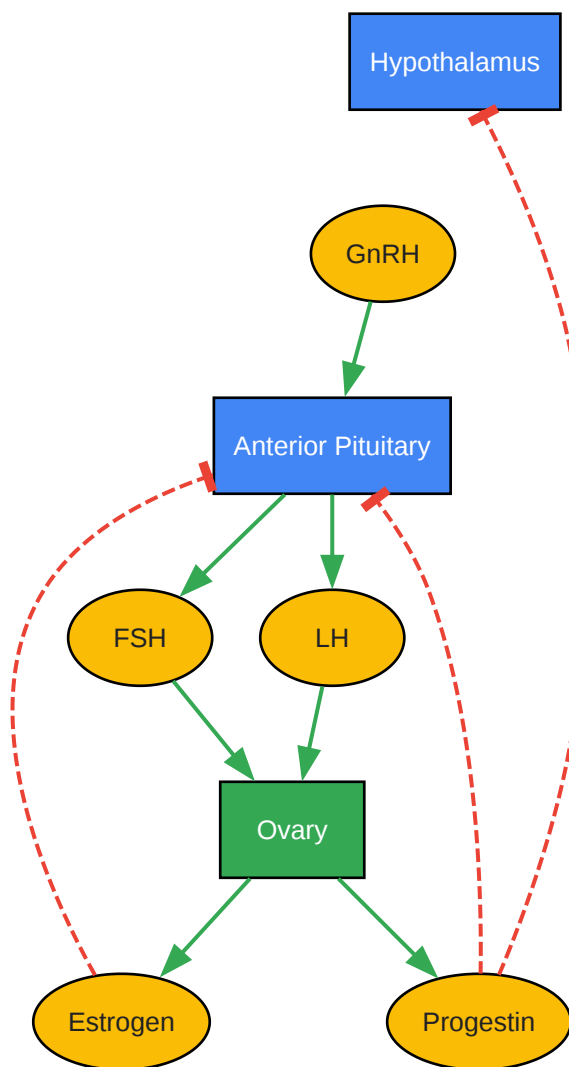 Hypothalamus
GnRH
Anterior Pituitary
FSH
LH
Ovary
Estrogen
Progestin